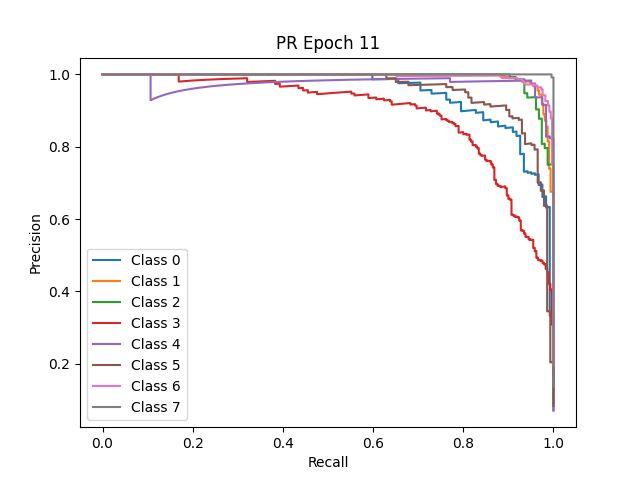 PR Epoch 11
1.0
0.8
0.6
0.4
0.2
Precision
Class 0
Class 1
Class 2
Class 3
Class 4
Class 5
Class 6
Class 7
0.0 0.2 0.4 0.6 0.8 1.0
Recall